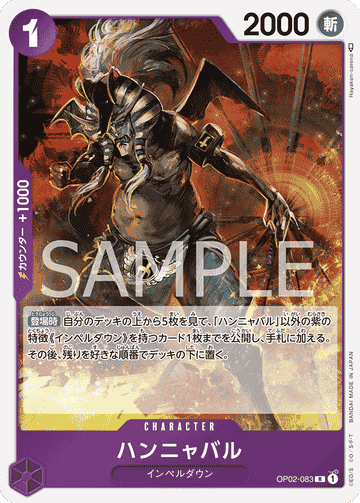 1
2000
斬
Hayaken-sarena
カウンター +1000
SAMPLE
登場時 自分のデッキの上から5枚を見て、「ハンニャバル」以外の紫の
特徴《インペルダウン》を持つカード1枚までを公開し、手札に加える。
その後、残りを好きな順番でデッキの下に置く。
CHARACTER
ハンニャバル
インペルダウン
OP02-083 R 1
BANDAI MADE IN JAPAN